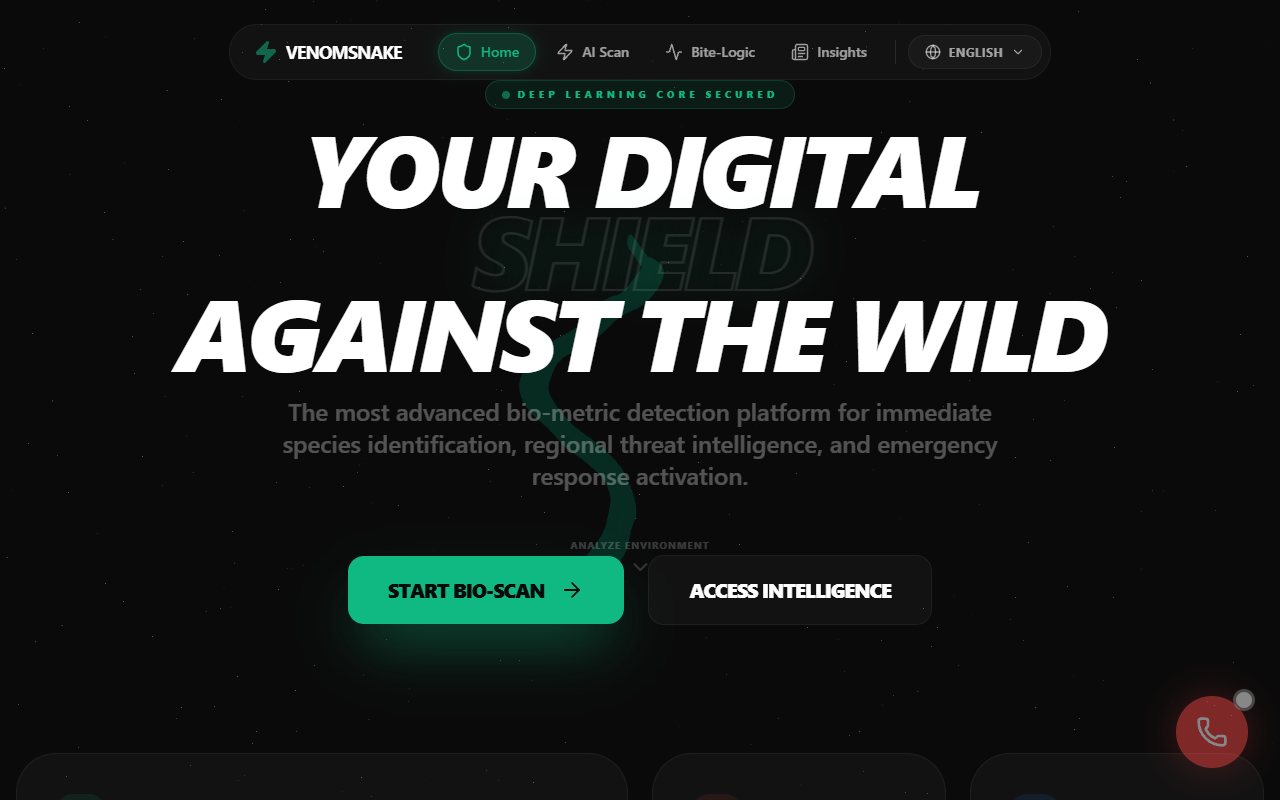 VENOMSNAKE
Home
AI Scan
Bite-Logic
Insights
ENGLISH
DEEP LEARNING CORE SECURED
YOUR DIGITAL
SHIELD
AGAINST THE WILD
The most advanced bio-metric detection platform for immediate
species identification, regional threat intelligence, and emergency
response activation.
ANALYZE ENVIRONMENT
START BIO-SCAN
ACCESS INTELLIGENCE